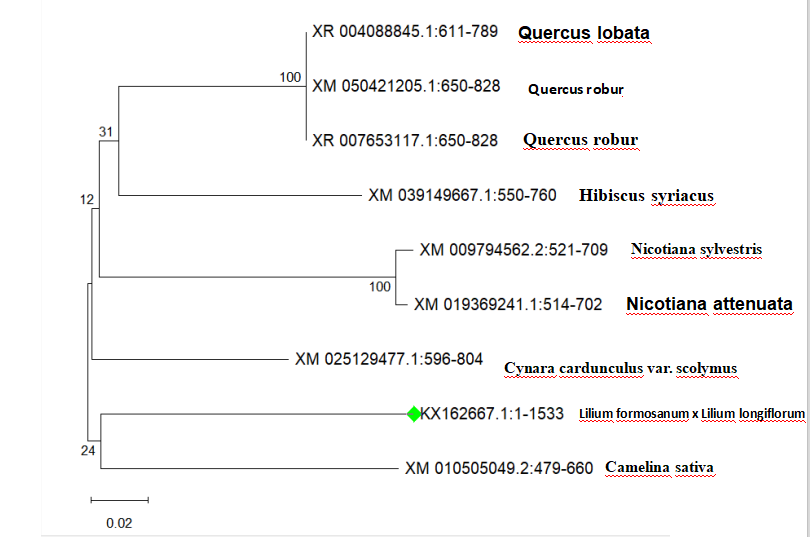 XR 004088845.1:611-789 Quercus lobata
100
XM 050421205.1:650-828 Quercus robur
31
XR 007653117.1:650-828 Quercus robur
12
XM 039149667.1:550-760 Hibiscus syriacus
XM 009794562.2:521-709 Nicotiana sylvestris
100
XM 019369241.1:514-702 Nicotiana attenuata
XM 025129477.1:596-804 Cynara cardunculus var. scolymus
KX162667.1:1-1533 Lilium formosanum x Lilium longiflorum
24
XM 010505049.2:479-660 Camelina sativa
0.02